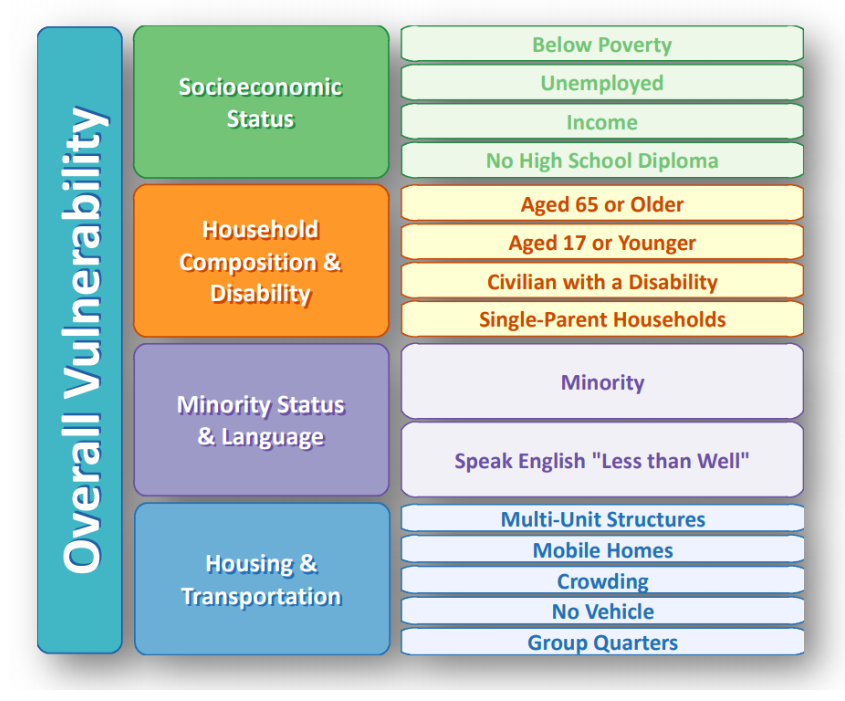 Overall Vulnerability
Socioeconomic
Status
Below Poverty
Unemployed
Income
No High School Diploma
Household
Composition &
Disability
Aged 65 or Older
Aged 17 or Younger
Civilian with a Disability
Single-Parent Households
Minority Status
& Language
Minority
Speak English "Less than Well"
Housing &
Transportation
Multi-Unit Structures
Mobile Homes
Crowding
No Vehicle
Group Quarters